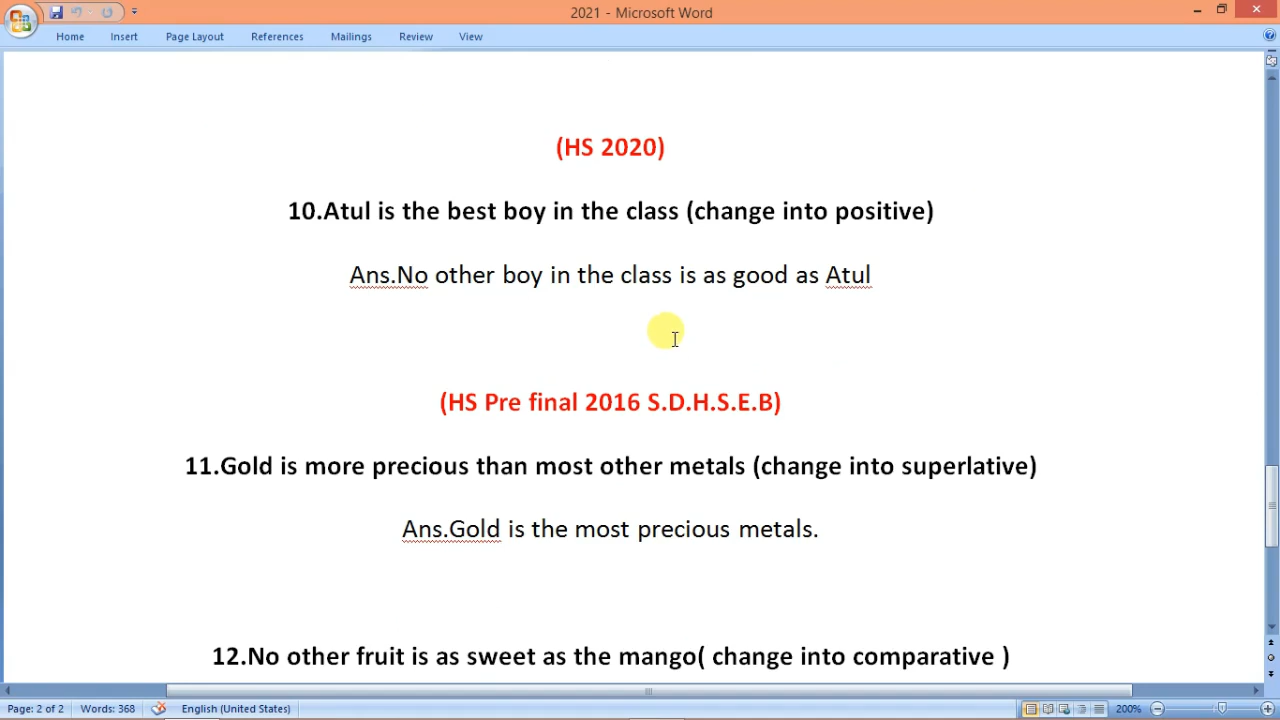 2021 - Microsoft Word
Home Insert Page Layout References Mailings Review View
(HS 2020)
10.Atul is the best boy in the class (change into positive)
Ans.No other boy in the class is as good as Atul
(HS Pre final 2016 S.D.H.S.E.B)
11.Gold is more precious than most other metals (change into superlative)
Ans.Gold is the most precious metals.
12.No other fruit is as sweet as the mango( change into comparative )
Page: 2 of 2 Words: 368 English (United States) 200%